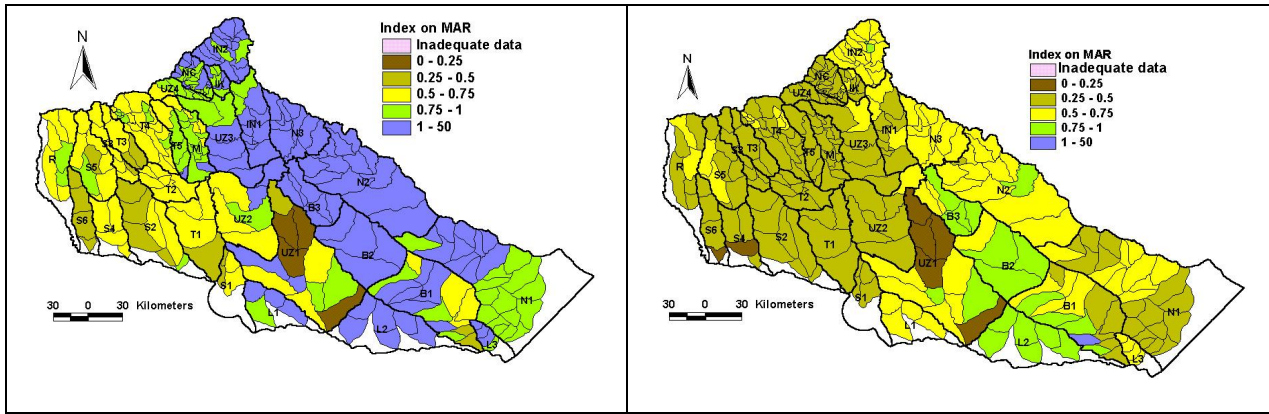 Index on MAR
Inadequate data
0 - 0.25
0.25 - 0.5
0.5 - 0.75
0.75 - 1
1 - 50
N
IN2
NC
IK
UZ4
IN1
N3
UZ3
T4
S3
T3
T5
M
R
S5
N2
T2
B3
UZ2
S6
S4
S2
T1
UZ1
B2
S1
B1
N1
L1
L2
L3
30 0 30 Kilometers
Index on MAR
Inadequate data
0 - 0.25
0.25 - 0.5
0.5 - 0.75
0.75 - 1
1 - 50
N
IN2
NC
IK
UZ4
IN1
N3
UZ3
T4
S3
T3
T5
M
R
S5
N2
T2
B3
UZ2
S6
S4
S2
T1
UZ1
B2
S1
B1
N1
L1
L2
L3
30 0 30 Kilometers